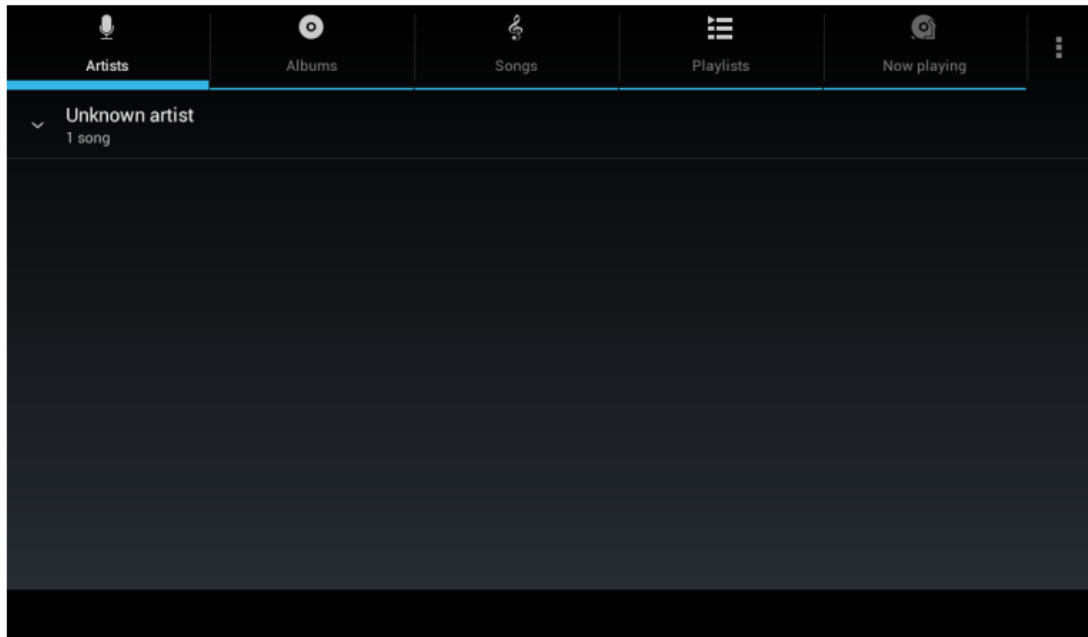 Artists
Albums
Songs
Playlists
Now playing
Unknown artist
1 song